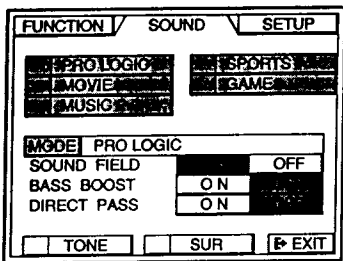 FUNCTION SOUND SETUP
PRO LOGIC SPORTS
MOVIE GAME
MUSIC
MODE PRO LOGIC
SOUND FIELD OFF
BASS BOOST ON
DIRECT PASS ON
TONE SUR EXIT